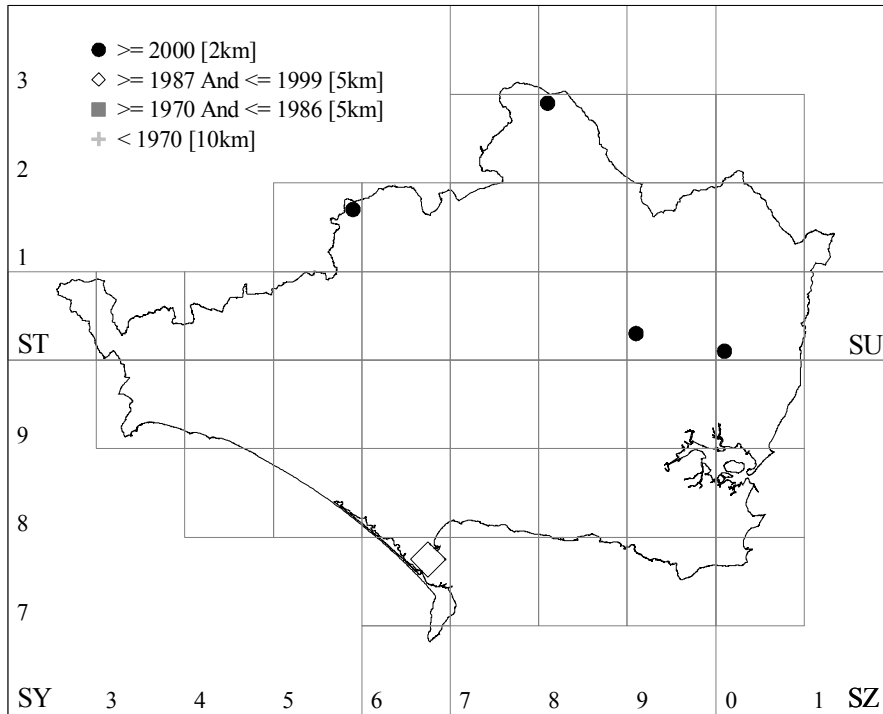 >= 2000 [2km]
>= 1987 And <= 1999 [5km]
>= 1970 And <= 1986 [5km]
< 1970 [10km]
3
2
1
ST SU
9
8
7
SY 3 4 5 6 7 8 9 0 1 SZ